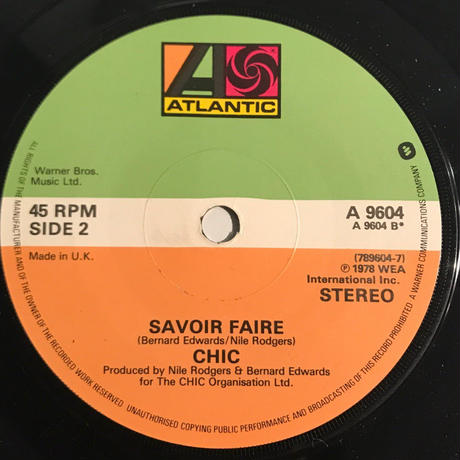 ATLANTIC
Warner Bros.
Music Ltd.
45 RPM
SIDE 2
Made in U.K.
A 9604
A 9604 B*
(789604-7)
℗ 1978 WEA
International Inc.
STEREO
SAVOIR FAIRE
(Bernard Edwards/Nile Rodgers)
CHIC
Produced by Nile Rodgers & Bernard Edwards
for The CHIC Organisation Ltd.
ALL RIGHTS OF THE MANUFACTURER AND OF THE OWNER OF THE RECORDED WORK RESERVED UNAUTHORISED COPYING PUBLIC PERFORMANCE AND BROADCASTING OF THIS RECORD PROHIBITED A WARNER COMMUNICATIONS COMPANY